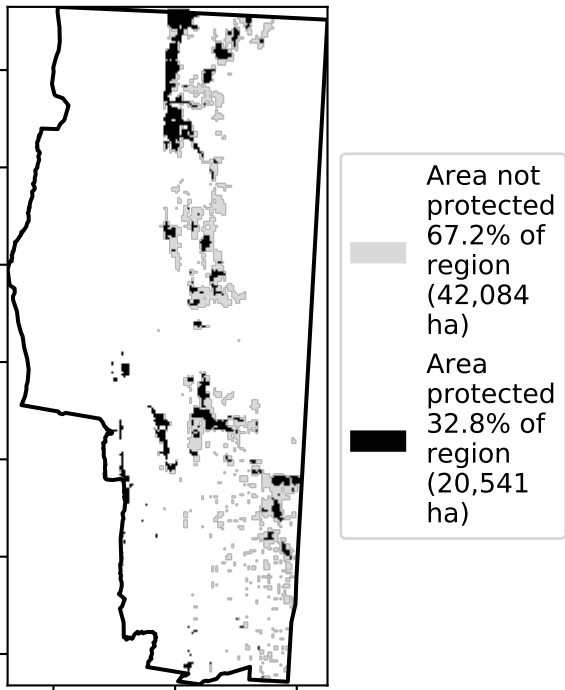 Area not
protected
67.2% of
region
(42,084
ha)
Area
protected
32.8% of
region
(20,541
ha)